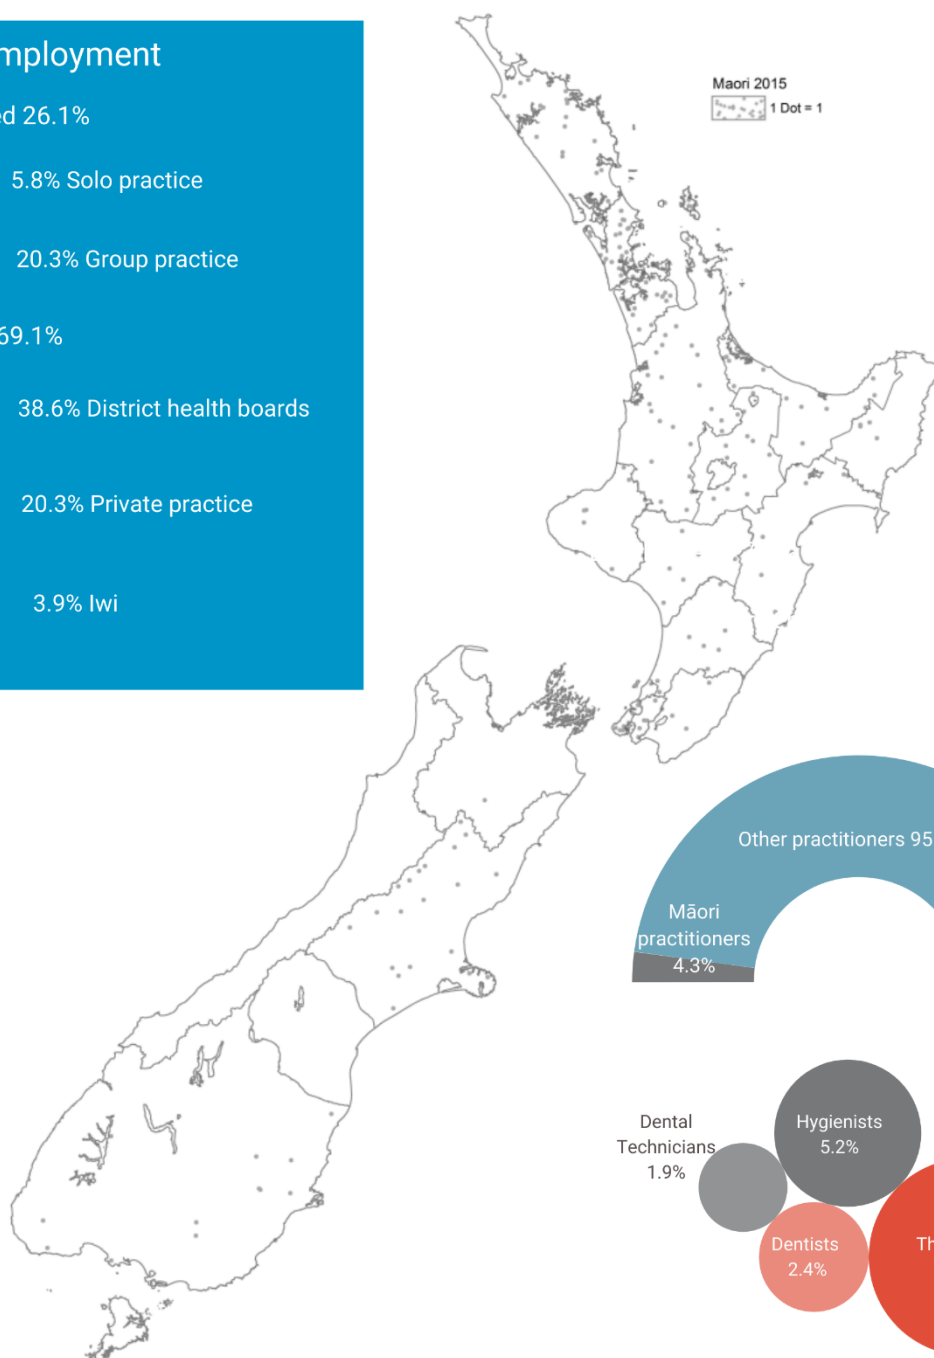 mployment
ed 26.1%
5.8% Solo practice
20.3% Group practice
69.1%
38.6% District health boards
20.3% Private practice
3.9% Iwi
Maori 2015
1 Dot = 1
Other practitioners 95
Māori
practitioners
4.3%
Dental
Technicians
1.9%
Hygienists
5.2%
Dentists
2.4%
Th